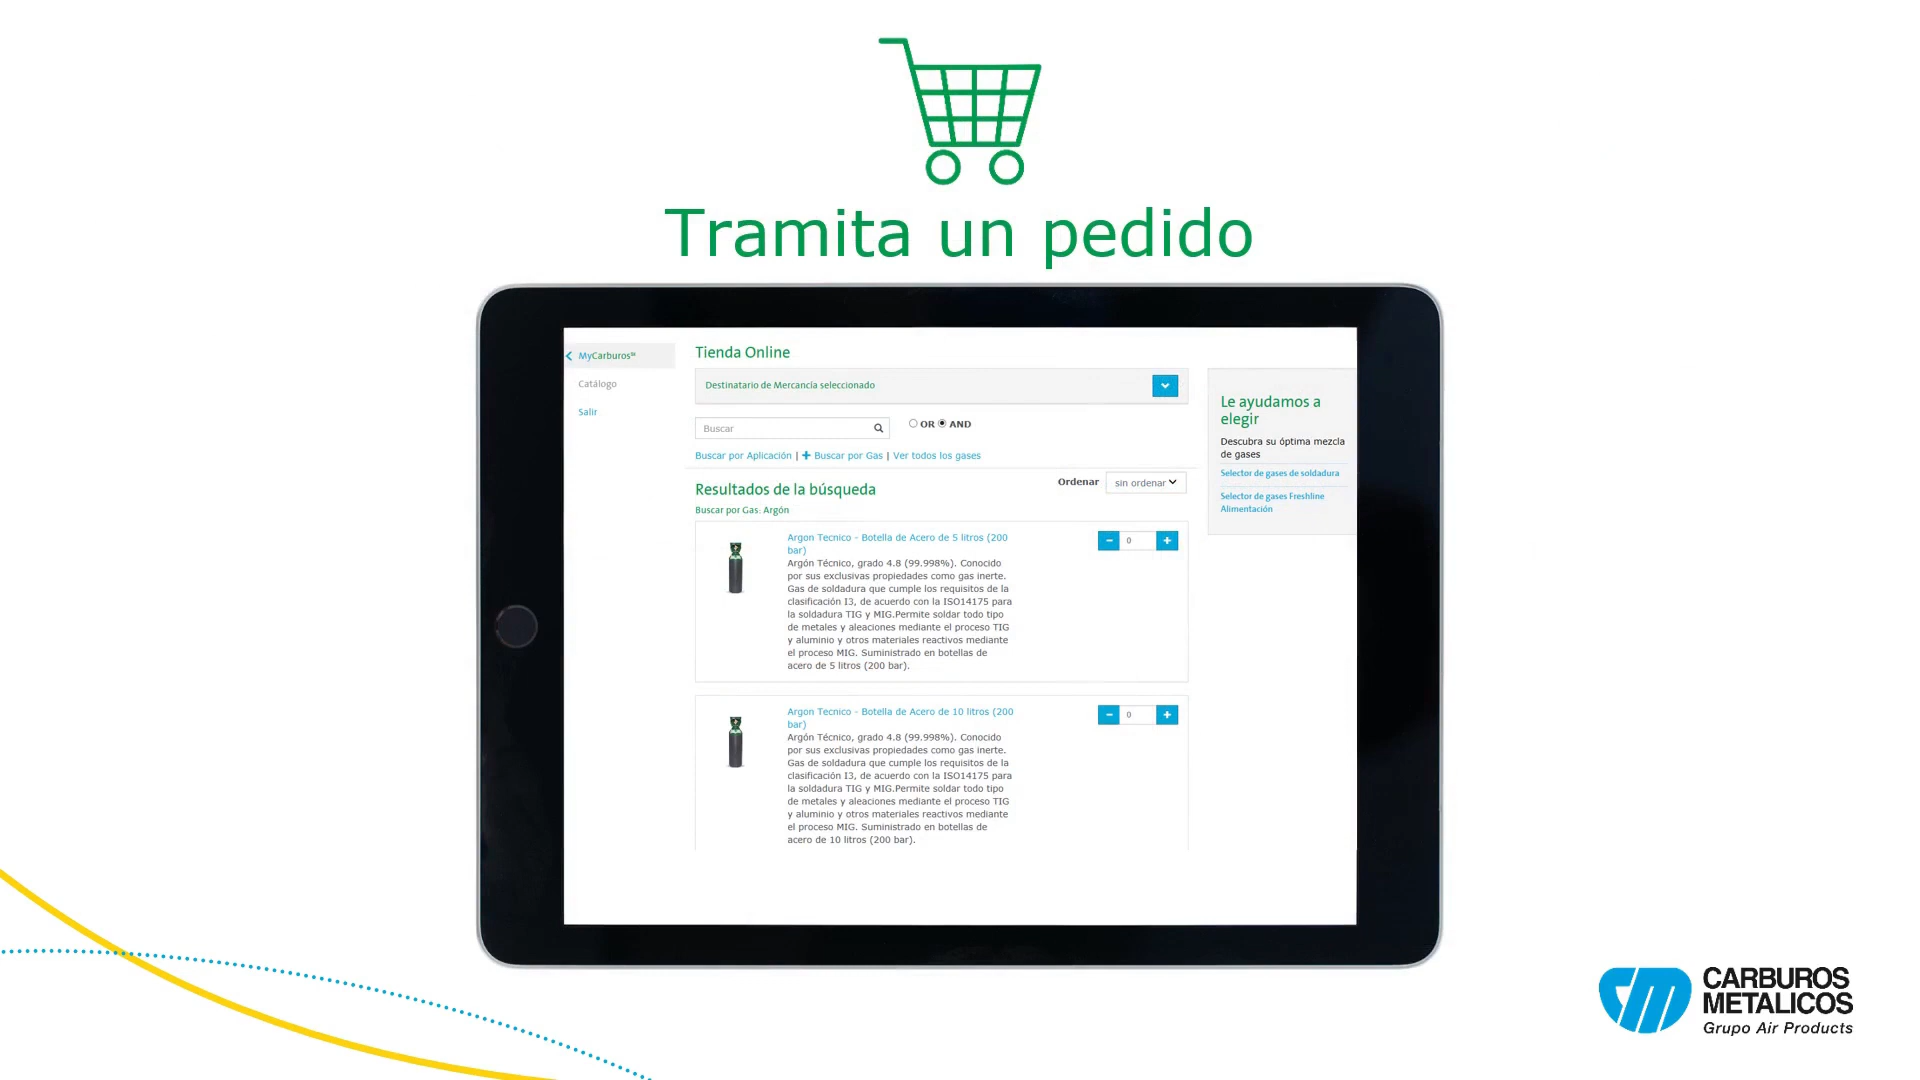 Tramita un pedido
MyCarburos℠
Catálogo
Salir
Tienda Online
Destinatario de Mercancía seleccionado
Buscar
OR AND
Buscar por Aplicación | + Buscar por Gas | Ver todos los gases
Resultados de la búsqueda
Ordenar sin ordenar
Buscar por Gas. Argón
Argon Tecnico - Botella de Acero de 5 litros (200
bar)
Argón Técnico, grado 4.8 (99.998%). Conocido
por sus exclusivas propiedades como gas inerte.
Gas de soldadura que cumple los requisitos de la
clasificación I3, de acuerdo con la ISO14175 para
la soldadura TIG y MIG.Permite soldar todo tipo
de metales y aleaciones mediante el proceso TIG
y aluminio y otros materiales reactivos mediante
el proceso MIG. Suministrado en botellas de
acero de 5 litros (200 bar).
- 0 +
Argon Tecnico - Botella de Acero de 10 litros (200
bar)
Argón Técnico, grado 4.8 (99.998%). Conocido
por sus exclusivas propiedades como gas inerte.
Gas de soldadura que cumple los requisitos de la
clasificación I3, de acuerdo con la ISO14175 para
la soldadura TIG y MIG.Permite soldar todo tipo
de metales y aleaciones mediante el proceso TIG
y aluminio y otros materiales reactivos mediante
el proceso MIG. Suministrado en botellas de
acero de 10 litros (200 bar).
- 0 +
Le ayudamos a
elegir
Descubra su óptima mezcla
de gases
Selector de gases de soldadura
Selector de gases Freshline
Alimentación
CARBUROS
METALICOS
Grupo Air Products